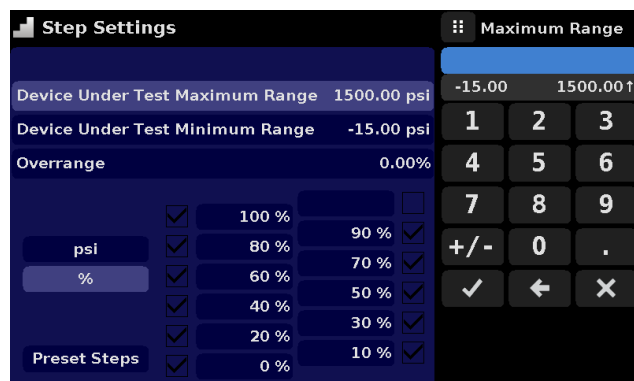 Step Settings
Maximum Range
Device Under Test Maximum Range 1500.00 psi
Device Under Test Minimum Range -15.00 psi
Overrange 0.00%
psi
%
Preset Steps
100 %
80 %
60 %
40 %
20 %
0 %
90 %
70 %
50 %
30 %
10 %
-15.00 1500.00↑
1 2 3
4 5 6
7 8 9
+/- 0 .